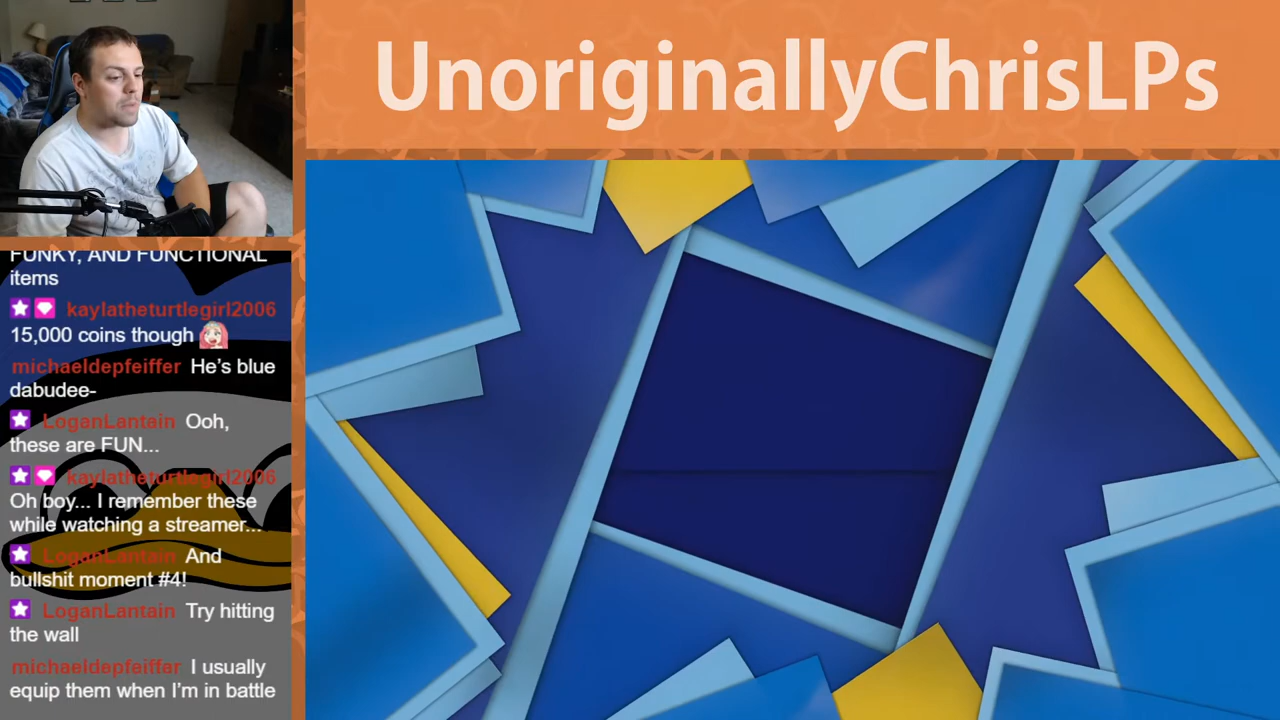 UnoriginallyChrisLPs
FUNKY, AND FUNCTIONAL
items
kaylatheturtlegirl2006
15,000 coins though
michaeldepfeiffer He's blue
dabudee-
LoganLantain Ooh,
these are FUN...
kaylatheturtlegirl2006
Oh boy... I remember these
while watching a streamer...
LoganLantain And
bullshit moment #4!
LoganLantain Try hitting
the wall
michaeldepfeiffer I usually
equip them when I'm in battle